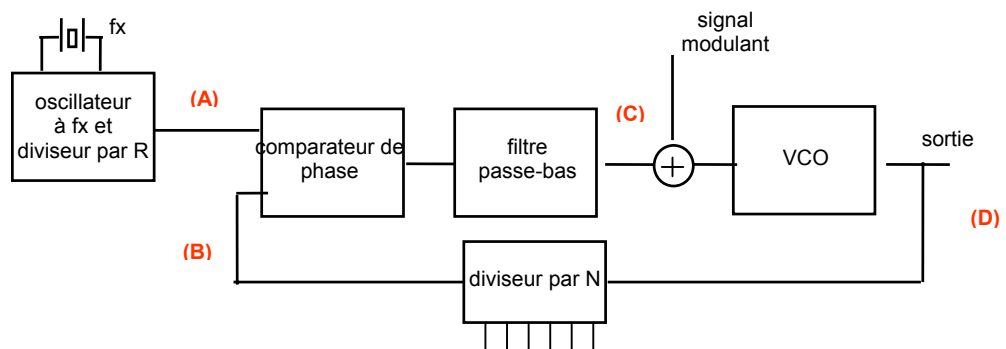 fx
oscillateur
à fx et
diviseur par R
(A)
comparateur de
phase
filtre
passe-bas
(C)
signal
modulant
VCO
sortie
(D)
(B)
diviseur par N